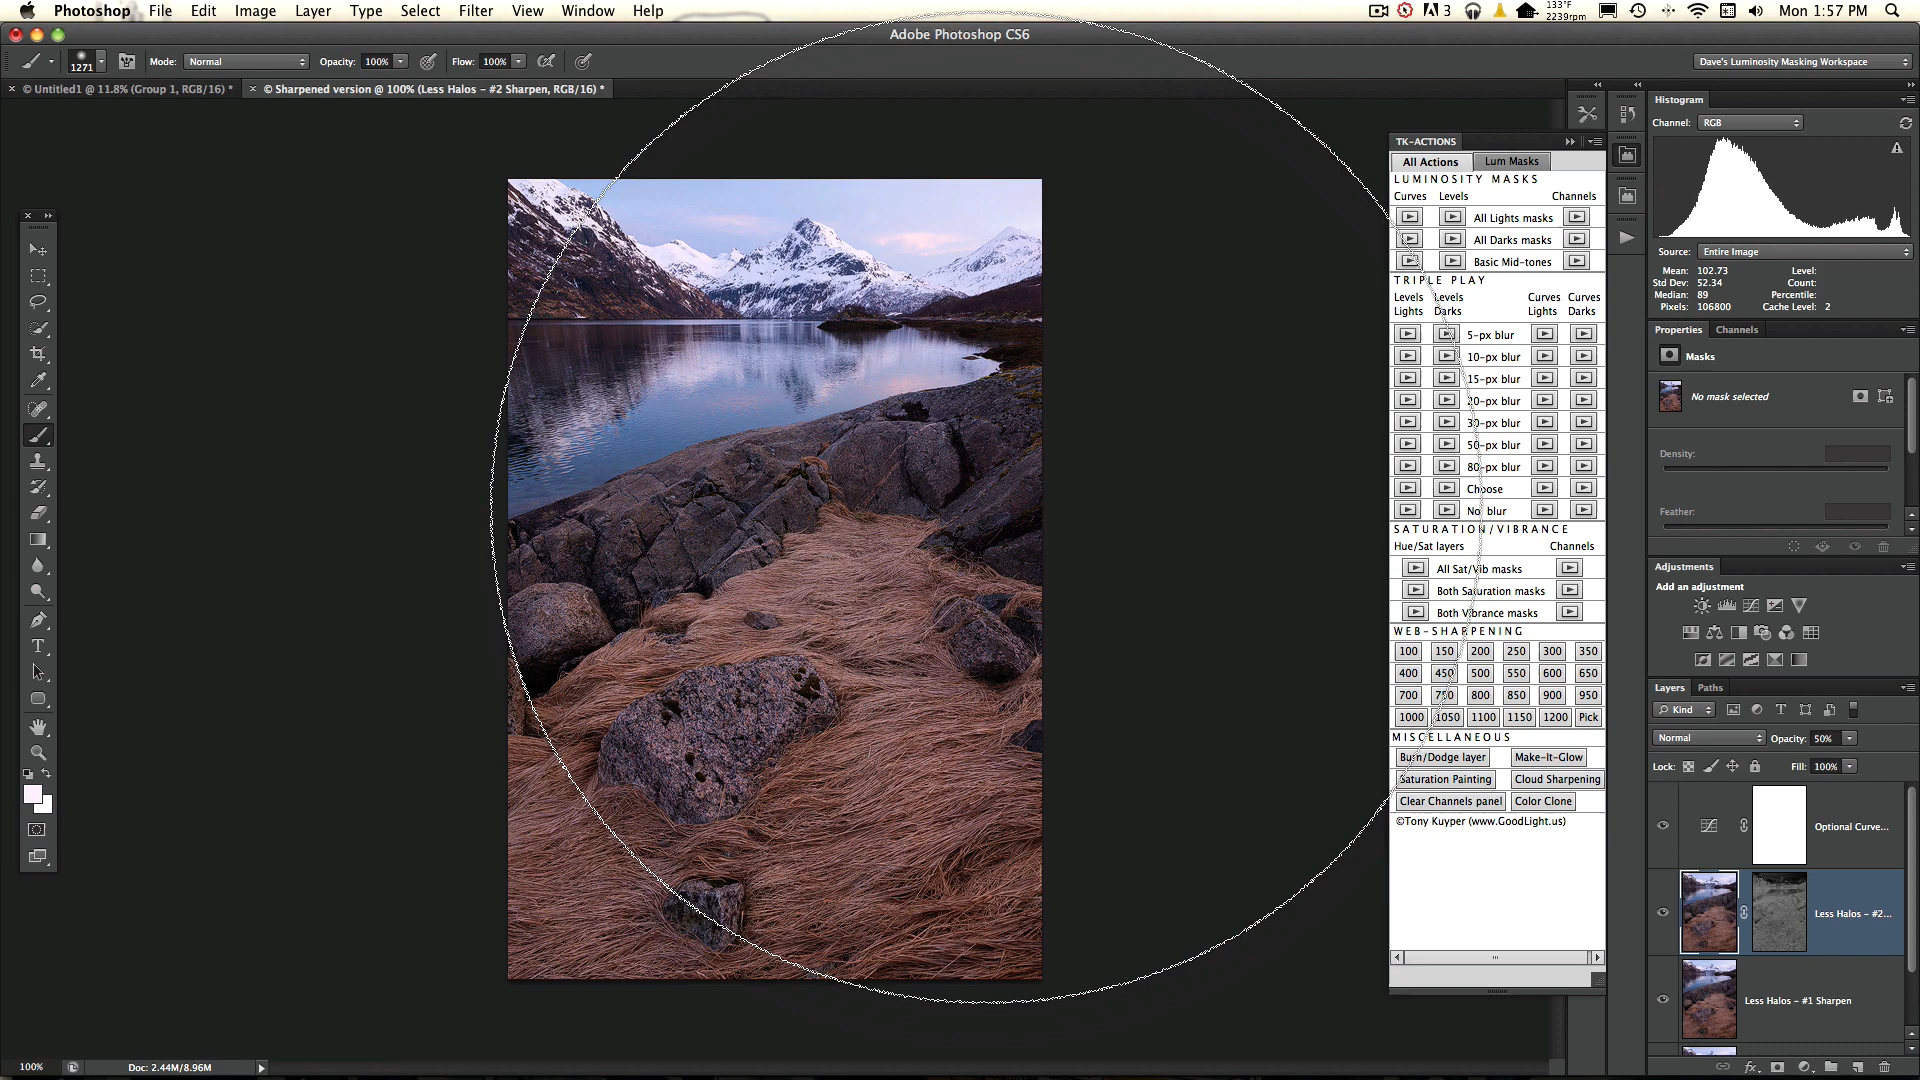 Photoshop File Edit Image Layer Type Select Filter View Window Help 3 133°F 2239rpm Mon 1:57 PM
Adobe Photoshop CS6
1271 Mode: Normal Opacity: 100% Flow: 100% Dave's Luminosity Masking Workspace
© Untitled1 @ 11.8% (Group 1, RGB/16) * © Sharpened version @ 100% (Less Halos - #2 Sharpen, RGB/16) *
TK-ACTIONS
All Actions Lum Masks
LUMINOSITY MASKS
Curves Levels Channels
All Lights masks
All Darks masks
Basic Mid-tones
TRIPLE PLAY
Levels Levels Curves Curves
Lights Darks Lights Darks
5-px blur
10-px blur
15-px blur
20-px blur
30-px blur
50-px blur
80-px blur
Choose
No blur
SATURATION/VIBRANCE
Hue/Sat layers Channels
All Sat/Vib masks
Both Saturation masks
Both Vibrance masks
WEB-SHARPENING
100 150 200 250 300 350
400 450 500 550 600 650
700 750 800 850 900 950
1000 1050 1100 1150 1200 Pick
MISCELLANEOUS
Burn/Dodge layer Make-It-Glow
Saturation Painting Cloud Sharpening
Clear Channels panel Color Clone
©Tony Kuyper (www.GoodLight.us)
Histogram
Channel: RGB
Source: Entire Image
Mean: 102.73 Level:
Std Dev: 52.34 Count:
Median: 89 Percentile:
Pixels: 106800 Cache Level: 2
Properties Channels
Masks
No mask selected
Density:
Feather:
Adjustments
Add an adjustment
Layers Paths
Kind
Normal Opacity: 50%
Lock: Fill: 100%
Optional Curve...
Less Halos - #2...
Less Halos - #1 Sharpen
100% Doc: 2.44M/8.96M